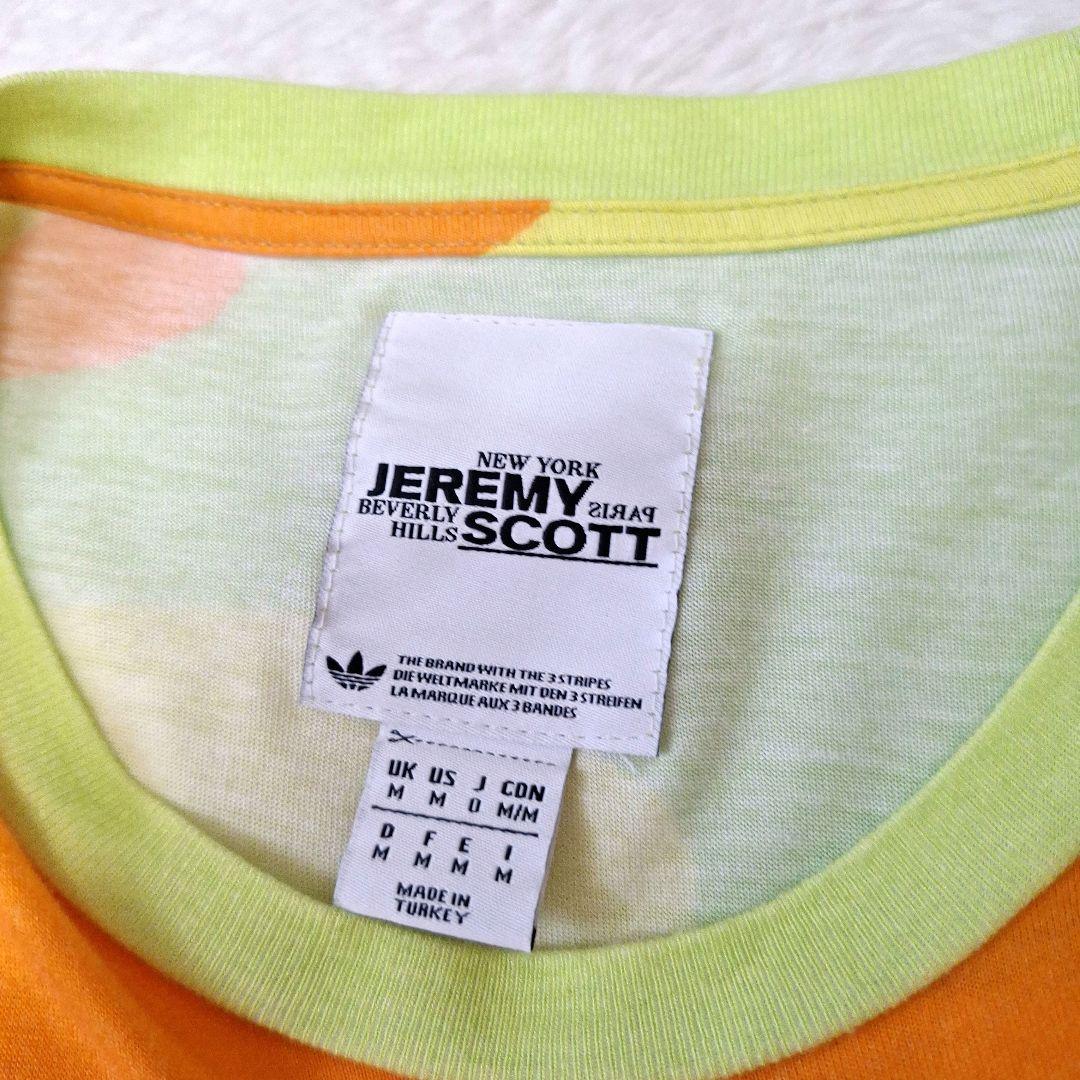 NEW YORK
JEREMY PARIS
BEVERLY
HILLS SCOTT
THE BRAND WITH THE 3 STRIPES
DIE WELTMARKE MIT DEN 3 STREIFEN
LA MARQUE AUX 3 BANDES
UK US J CDN
M M O M/M
D F E I
M M M M
MADE IN
TURKEY